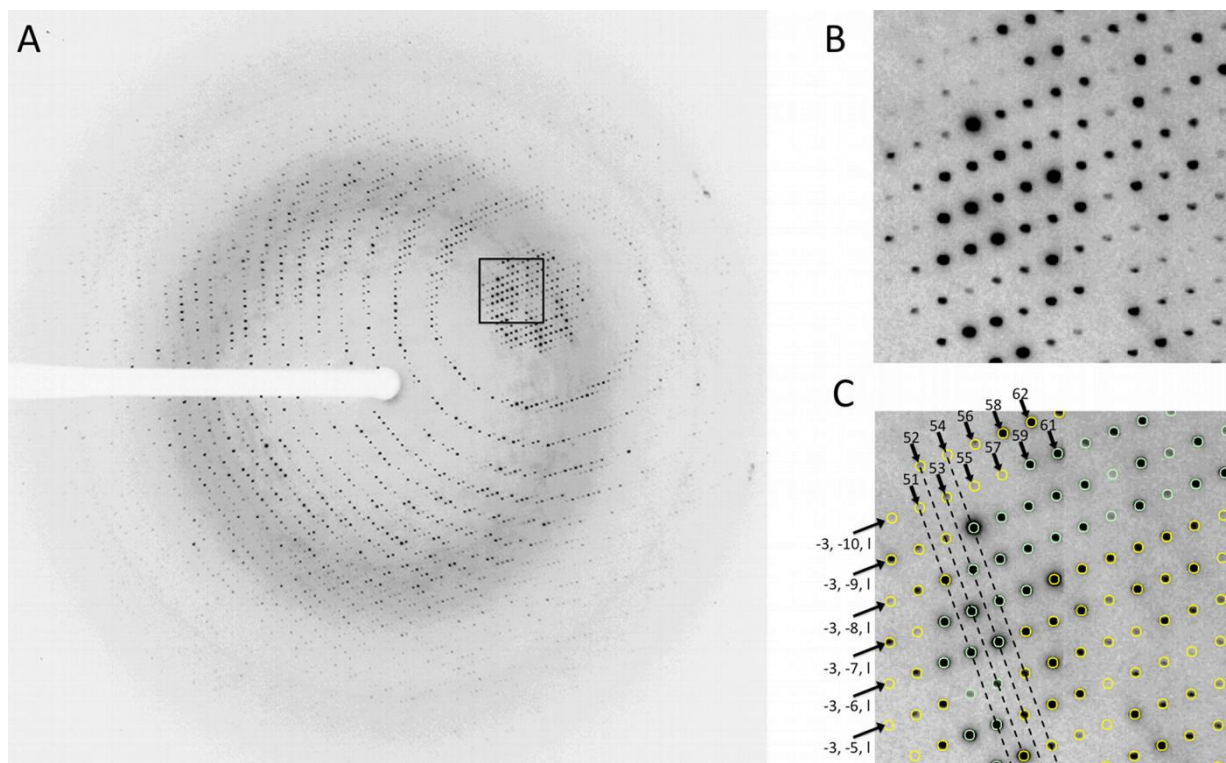 A
B
C
62
58
56
54
61
59
52
57
55
53
51
-3, -10, l
-3, -9, l
-3, -8, l
-3, -7, l
-3, -6, l
-3, -5, l